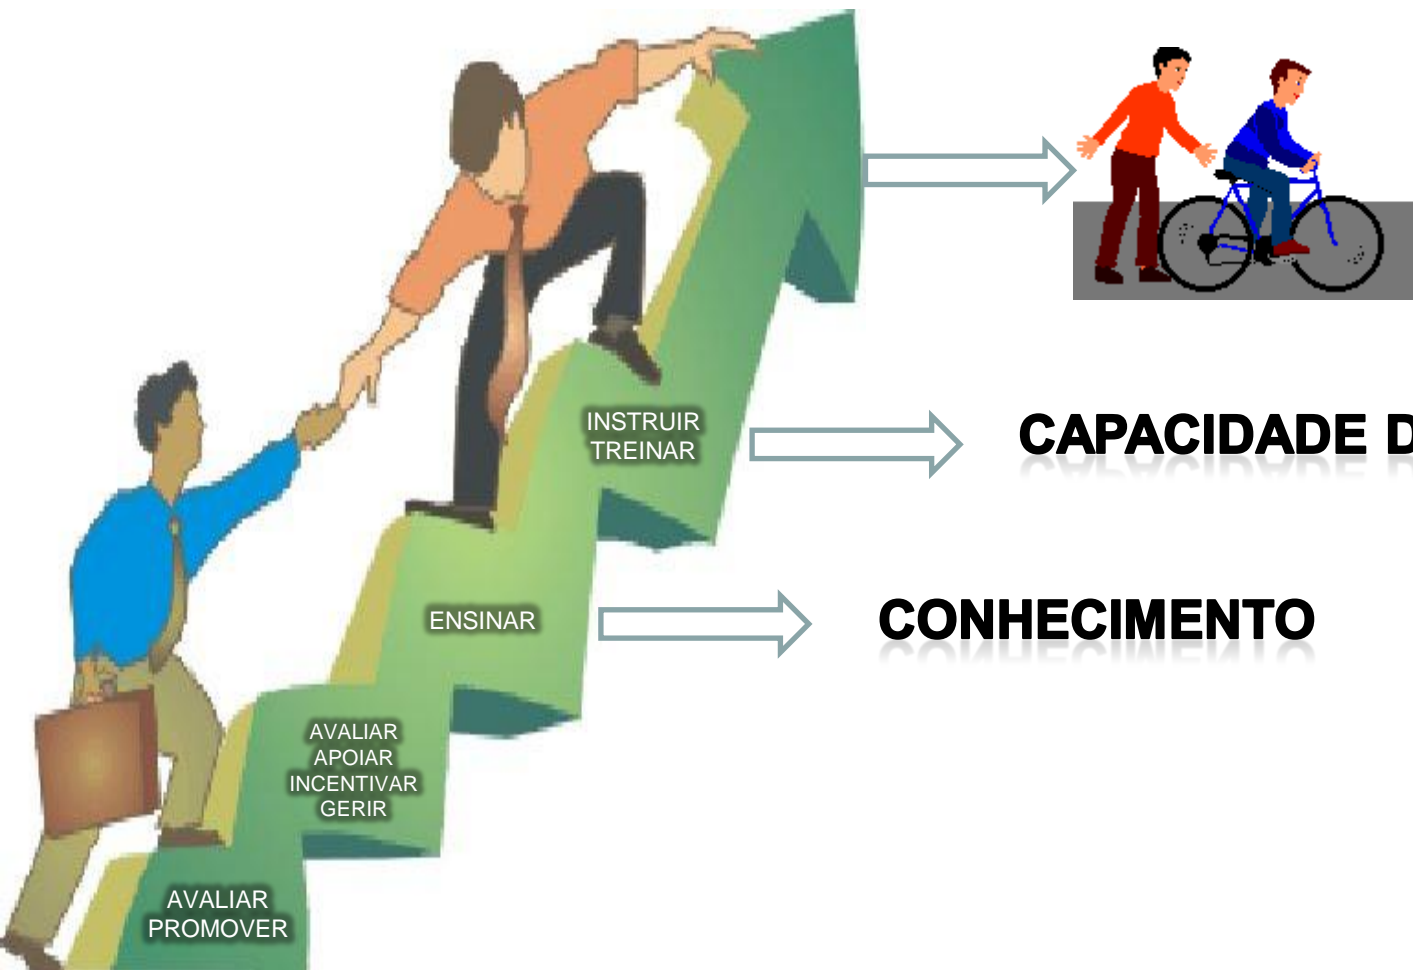 INSTRUIR
TREINAR
CAPACIDADE D
ENSINAR
CONHECIMENTO
AVALIAR
APOIAR
INCENTIVAR
GERIR
AVALIAR
PROMOVER